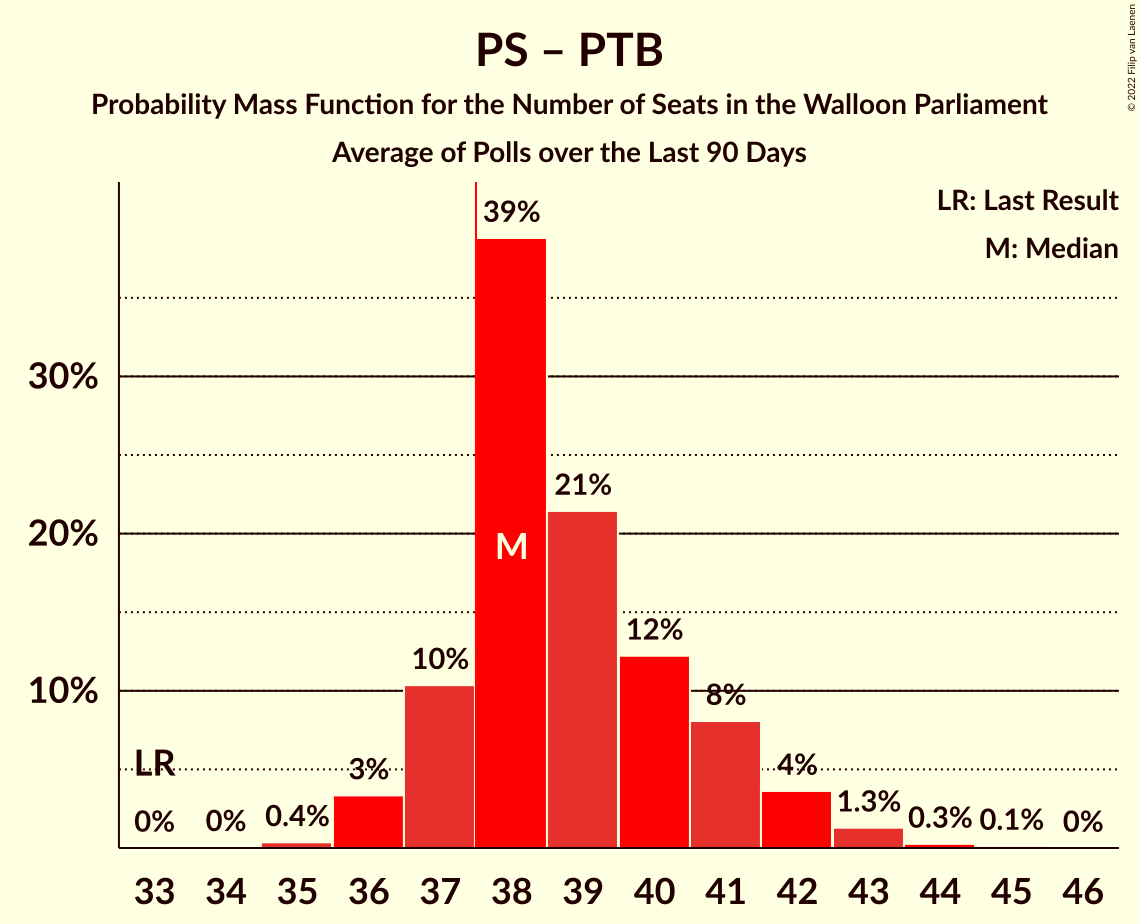 PS – PTB
Probability Mass Function for the Number of Seats in the Walloon Parliament
Average of Polls over the Last 90 Days
© 2022 Filip van Laenen
LR: Last Result
M: Median
39%
30%
21%
20%
M
12%
10%
10%
8%
LR
3%
4%
0%
0%
0.4%
1.3%
0.3%
0.1%
0%
33 34 35 36 37 38 39 40 41 42 43 44 45 46